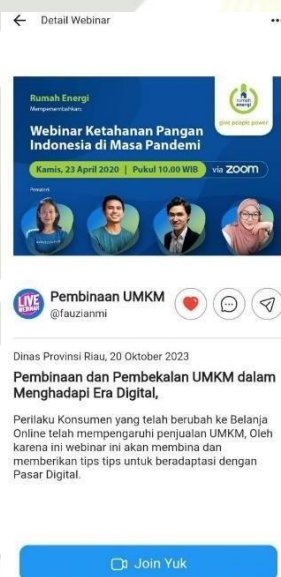 Detail Webinar
Rumah Energi
Mempersembahkan:
rumah
energi
give people power
Webinar Ketahanan Pangan
Indonesia di Masa Pandemi
Kamis, 23 April 2020 | Pukul 10.00 WIB via zoom
LIVE
WEBINAR
Pembinaan UMKM
@fauzianmi
Dinas Provinsi Riau, 20 Oktober 2023
Pembinaan dan Pembekalan UMKM dalam
Menghadapi Era Digital,
Perilaku Konsumen yang telah berubah ke Belanja
Online telah mempengaruhi penjualan UMKM, Oleh
karena ini webinar ini akan membina dan
memberikan tips tips untuk beradaptasi dengan
Pasar Digital.
Join Yuk